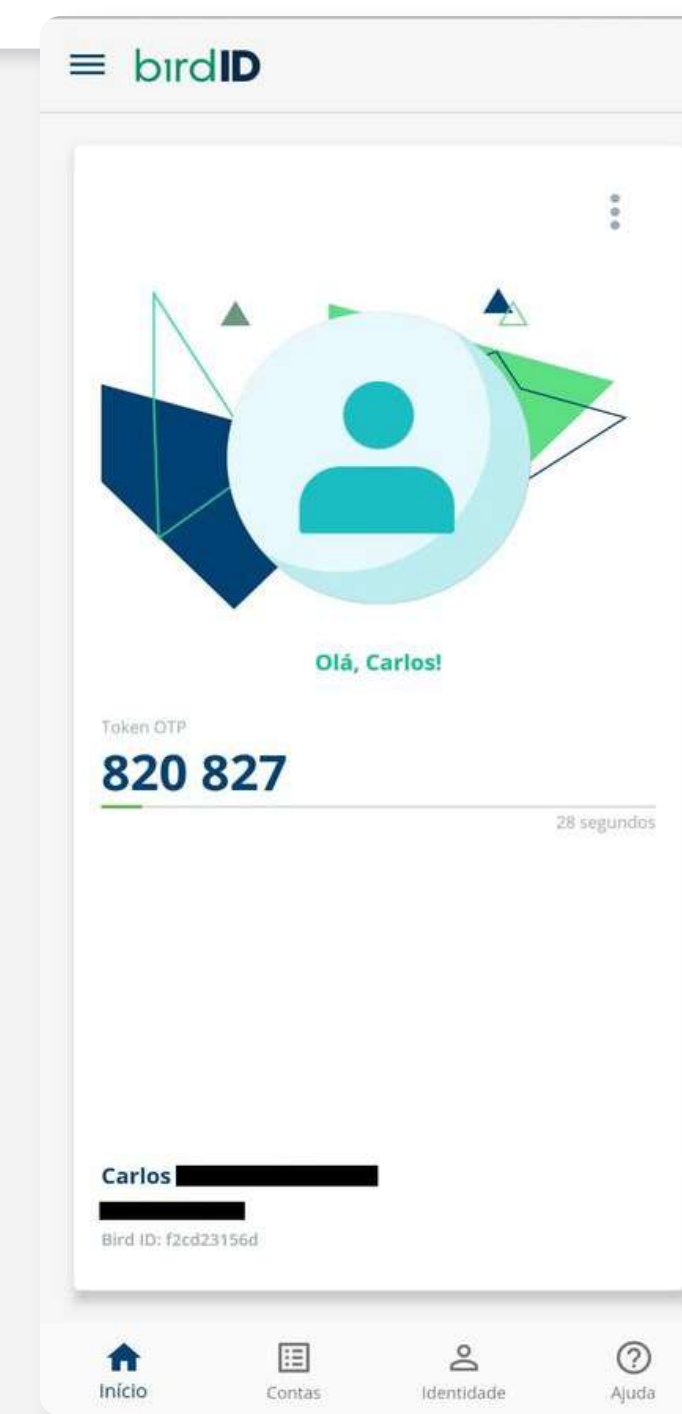 birdID
Olá, Carlos!
Token OTP
820 827
28 segundos
Carlos
Bird ID: f2cd23156d
Início
Contas
Identidade
Ajuda